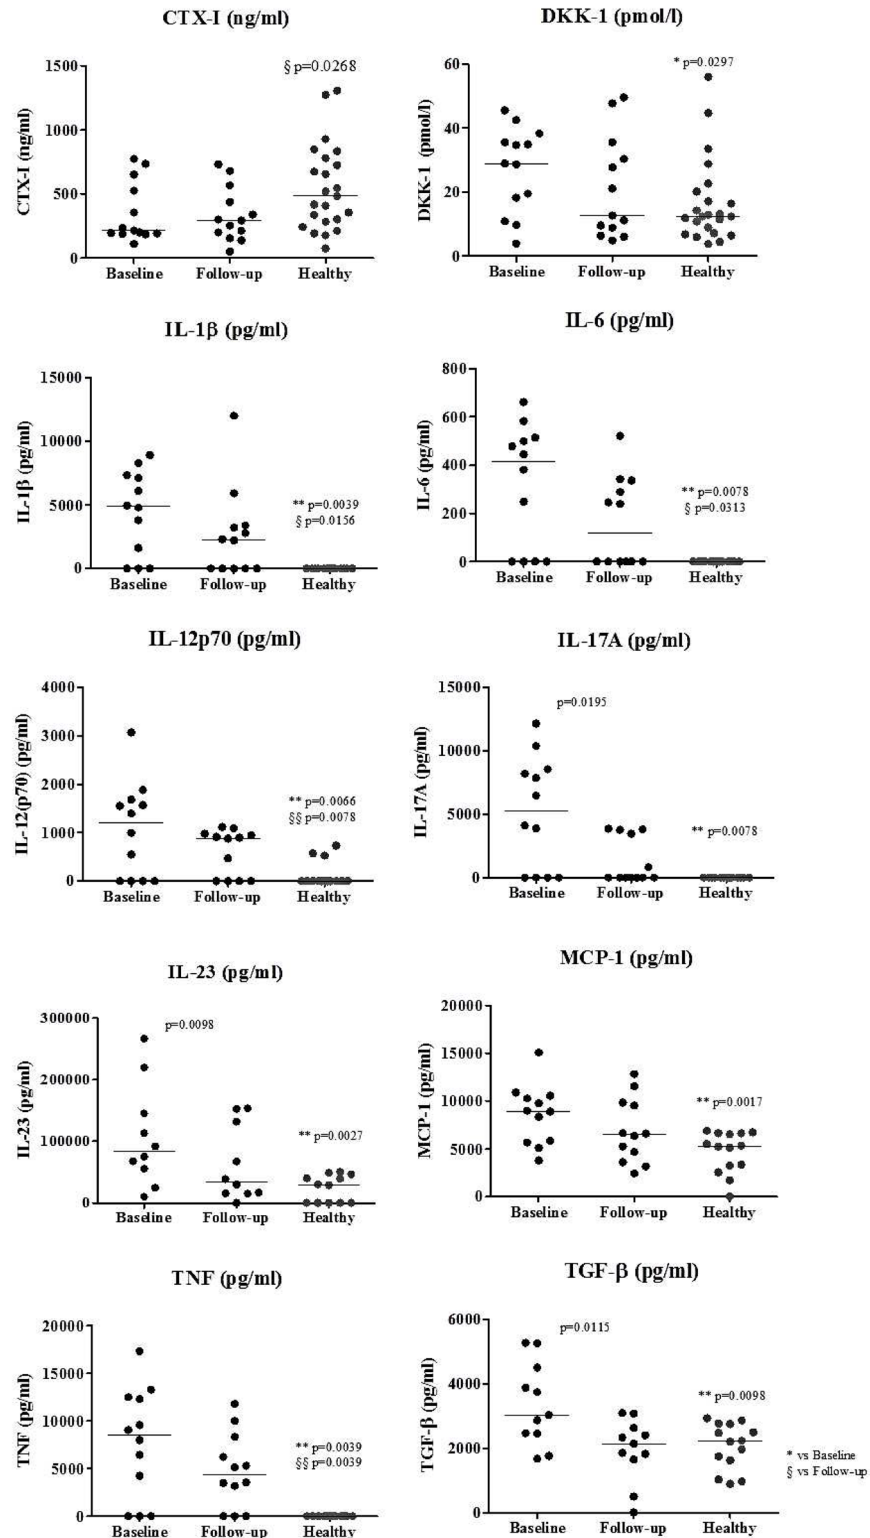 CTX-I (ng/ml)
CTX-I (ng/ml)
1500
1000
500
0
§ p=0.0268
Baseline Follow-up Healthy
DKK-1 (pmol/l)
DKK-1 (pmol/l)
60
40
20
0
* p=0.0297
Baseline Follow-up Healthy
IL-1β (pg/ml)
IL-1β (pg/ml)
15000
10000
5000
0
** p=0.0039
§ p=0.0156
Baseline Follow-up Healthy
IL-6 (pg/ml)
IL-6 (pg/ml)
800
600
400
200
0
** p=0.0078
§ p=0.0313
Baseline Follow-up Healthy
IL-12p70 (pg/ml)
IL-12(p70) (pg/ml)
4000
3000
2000
1000
0
** p=0.0066
§§ p=0.0078
Baseline Follow-up Healthy
IL-17A (pg/ml)
IL-17A (pg/ml)
15000
10000
5000
0
p=0.0195
** p=0.0078
Baseline Follow-up Healthy
IL-23 (pg/ml)
IL-23 (pg/ml)
300000
200000
100000
0
p=0.0098
** p=0.0027
Baseline Follow-up Healthy
MCP-1 (pg/ml)
MCP-1 (pg/ml)
20000
15000
10000
5000
0
** p=0.0017
Baseline Follow-up Healthy
TNF (pg/ml)
TNF (pg/ml)
20000
15000
10000
5000
0
** p=0.0039
§§ p=0.0039
Baseline Follow-up Healthy
TGF-β (pg/ml)
TGF-β (pg/ml)
6000
4000
2000
0
p=0.0115
** p=0.0098
Baseline Follow-up Healthy
* vs Baseline
§ vs Follow-up